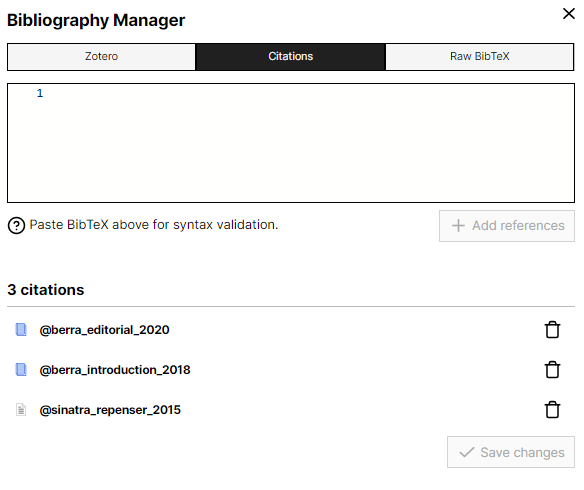 Bibliography Manager
Zotero
Citations
Raw BibTeX
1
Paste BibTeX above for syntax validation.
Add references
3 citations
@berra_editorial_2020
@berra_introduction_2018
@sinatra_repenser_2015
Save changes